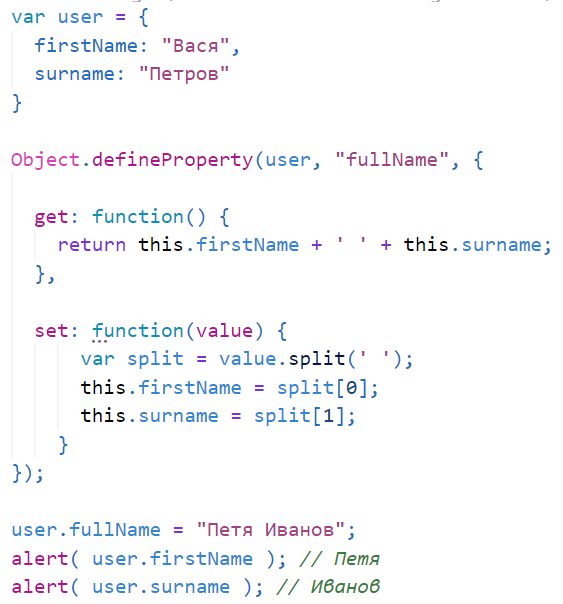 var user = {
  firstName: "Вася",
  surname: "Петров"
}
Object.defineProperty(user, "fullName", {
  get: function() {
    return this.firstName + ' ' + this.surname;
  },
  set: function(value) {
      var split = value.split(' ');
      this.firstName = split[0];
      this.surname = split[1];
    }
});
user.fullName = "Петя Иванов";
alert( user.firstName ); // Петя
alert( user.surname ); // Иванов